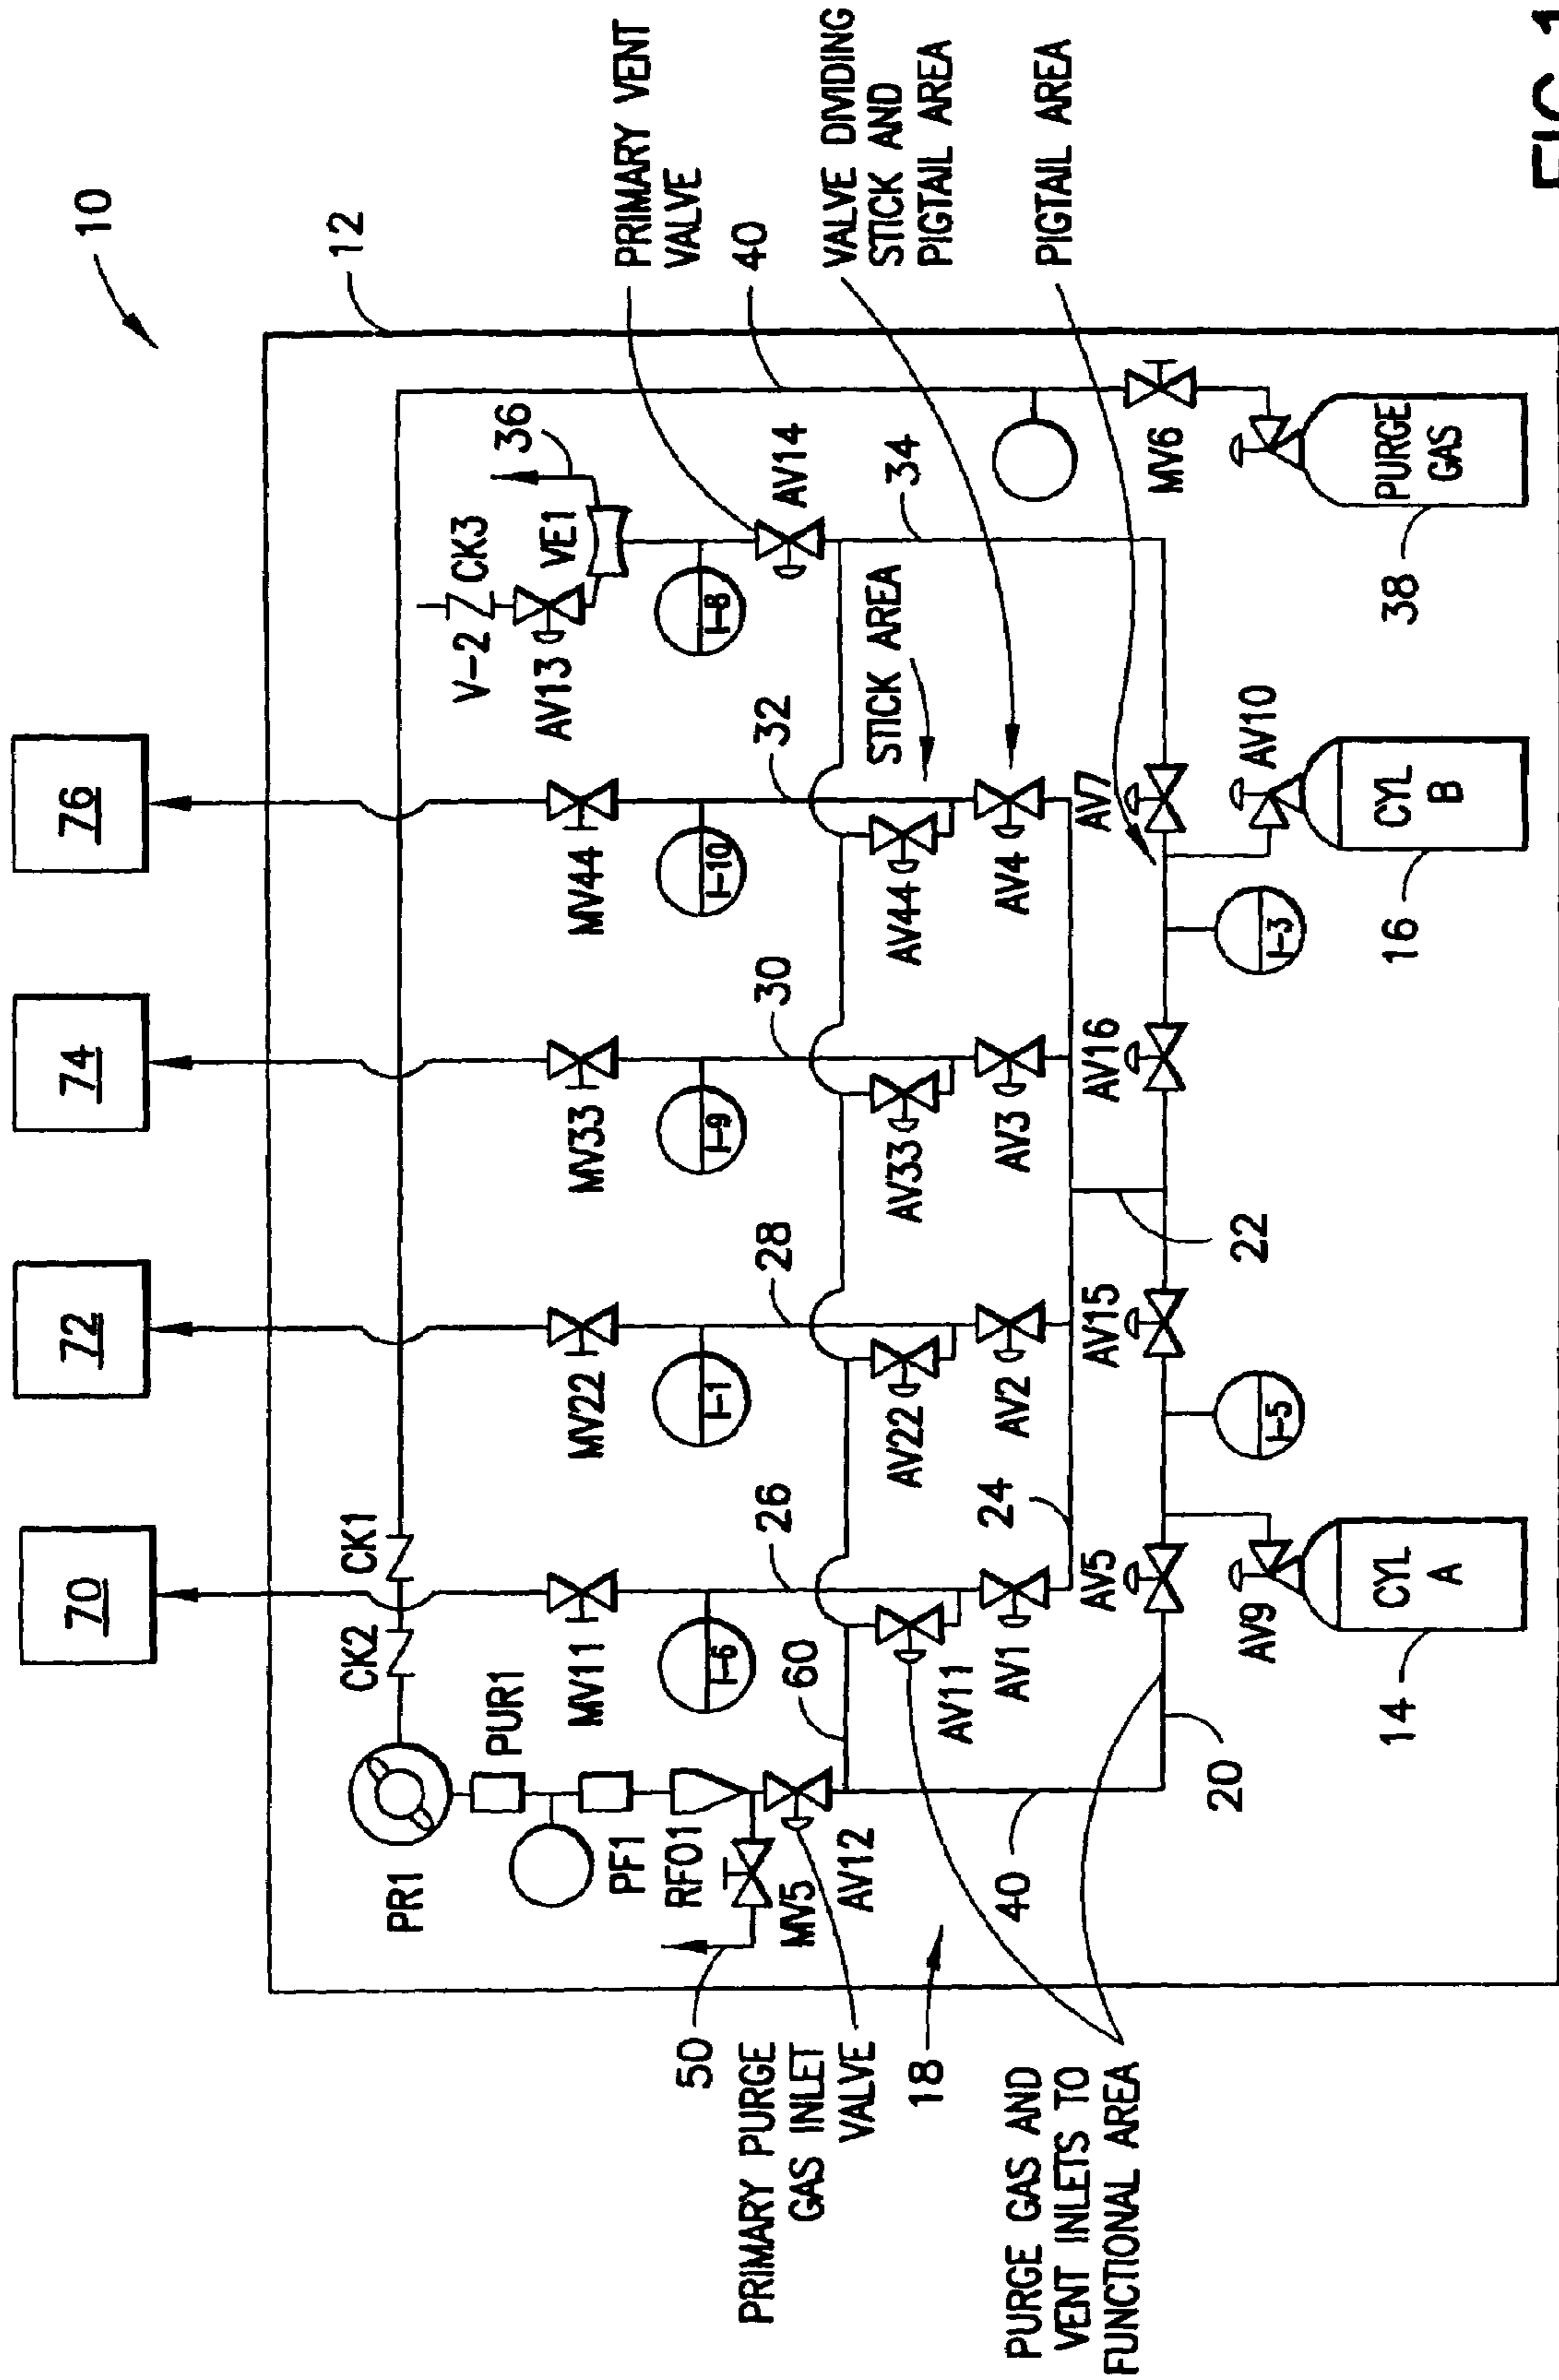 10
12
76
74
72
70
PRIMARY VENT
VALVE
40
VALVE DIVIDING
STICK AND
PIGTAIL AREA
PIGTAIL AREA
36
CK3
V-2
VE1
AV13
AV14
I-8
34
MV6
PURGE
GAS
38
STICK AREA
32
MV44
I-10
AV44
AV4
AV7
AV10
CYL
B
16
I-3
30
MV33
I-9
AV33
AV3
AV16
22
28
MV22
I-1
AV22
AV2
AV15
I-5
CK1
CK2
26
MV11
I-6
AV11
AV1
24
AV5
AV9
CYL
A
14
60
PR1
PUR1
PF1
RFO1
MV5
AV12
40
20
50
18
PRIMARY PURGE
GAS INLET
VALVE
PURGE GAS AND
VENT INLETS TO
FUNCTIONAL AREA